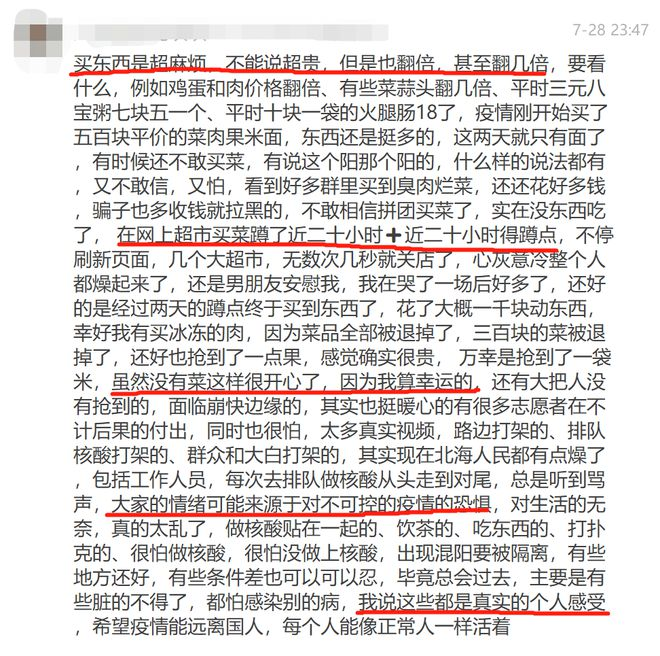 7-28 23:47
买东西是超麻烦，不能说超贵，但是也翻倍，甚至翻几倍，要看
什么，例如鸡蛋和肉价格翻倍、有些菜蒜头翻几倍、平时三元八
宝粥七块五一个、平时十块一袋的火腿肠18了，疫情刚开始买了
五百块平价的菜肉果米面，东西还是挺多的，这两天就只有面了
，有时候还不敢买菜，有说这个阳那个阳的，什么样的说法都有
，又不敢信，又怕，看到好多群里买到臭肉烂菜，还还花好多钱
，骗子也多收钱就拉黑的，不敢相信拼团买菜了，实在没东西吃
了，在网上超市买菜蹲了近二十小时➕近二十小时得蹲点，不停
刷新页面，几个大超市，无数次几秒就关店了，心灰意冷整个人
都燥起来了，还是男朋友安慰我，我在哭了一场后好多了，还好
的是经过两天的蹲点终于买到东西了，花了大概一千块动东西，
幸好我有买冰冻的肉，因为菜品全部被退掉了，三百块的菜被退
掉了，还好也抢到了一点果，感觉确实很贵， 万幸是抢到了一袋
米，虽然没有菜这样很开心了，因为我算幸运的，还有大把人没
有抢到的，面临崩快边缘的，其实也挺暖心的有很多志愿者在不
计后果的付出，同时也很怕，太多真实视频，路边打架的、排队
核酸打架的、群众和大白打架的，其实现在北海人民都有点燥了
，包括工作人员，每次去排队做核酸从头走到对尾，总是听到骂
声，大家的情绪可能来源于对不可控的疫情的恐惧，对生活的无
奈，真的太乱了，做核酸贴在一起的、饮茶的、吃东西的、打扑
克的、很怕做核酸，很怕没做上核酸，出现混阳要被隔离，有些
地方还好，有些条件差也可以可以忍，毕竟总会过去，主要是有
些脏的不得了，都怕感染别的病，我说这些都是真实的个人感受
，希望疫情能远离国人，每个人能像正常人一样活着